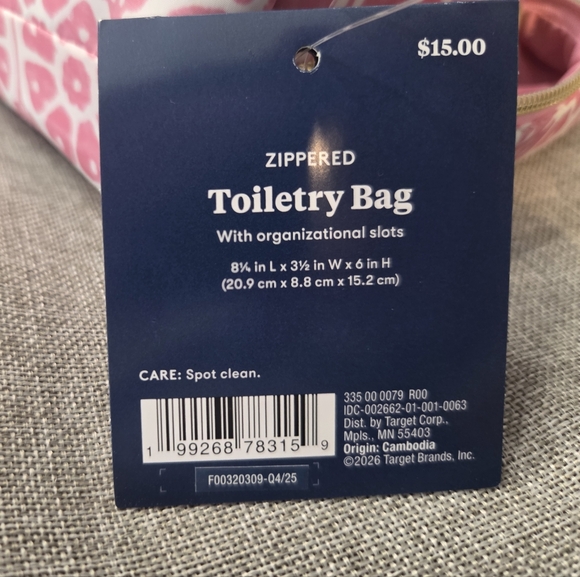 $15.00
ZIPPERED
Toiletry Bag
With organizational slots
8¼ in L x 3½ in W x 6 in H
(20.9 cm x 8.8 cm x 15.2 cm)
CARE: Spot clean.
335 00 0079 R00
IDC-002662-01-001-0063
Dist. by Target Corp.,
Mpls., MN 55403
Origin: Cambodia
©2026 Target Brands, Inc.
1 99268 78315 9
F00320309-Q4/25